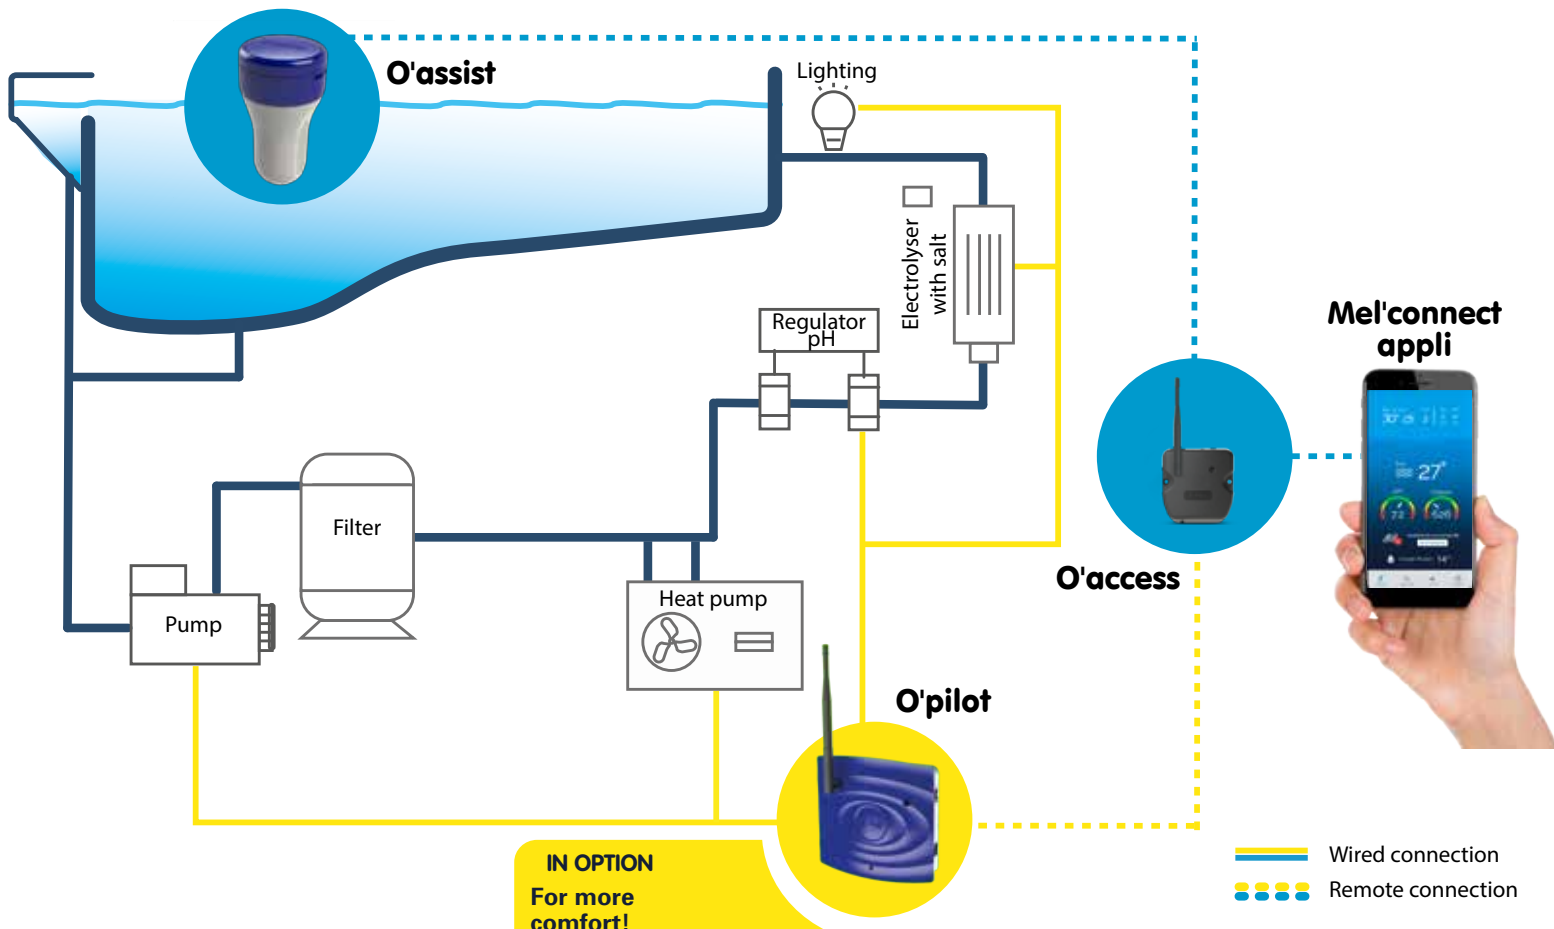 O'assist
Lighting
Electrolyser
with salt
Regulator
pH
Mel'connect
appli
27°
Filter
O'access
Heat pump
Pump
O'pilot
IN OPTION
For more
comfort!
Wired connection
Remote connection